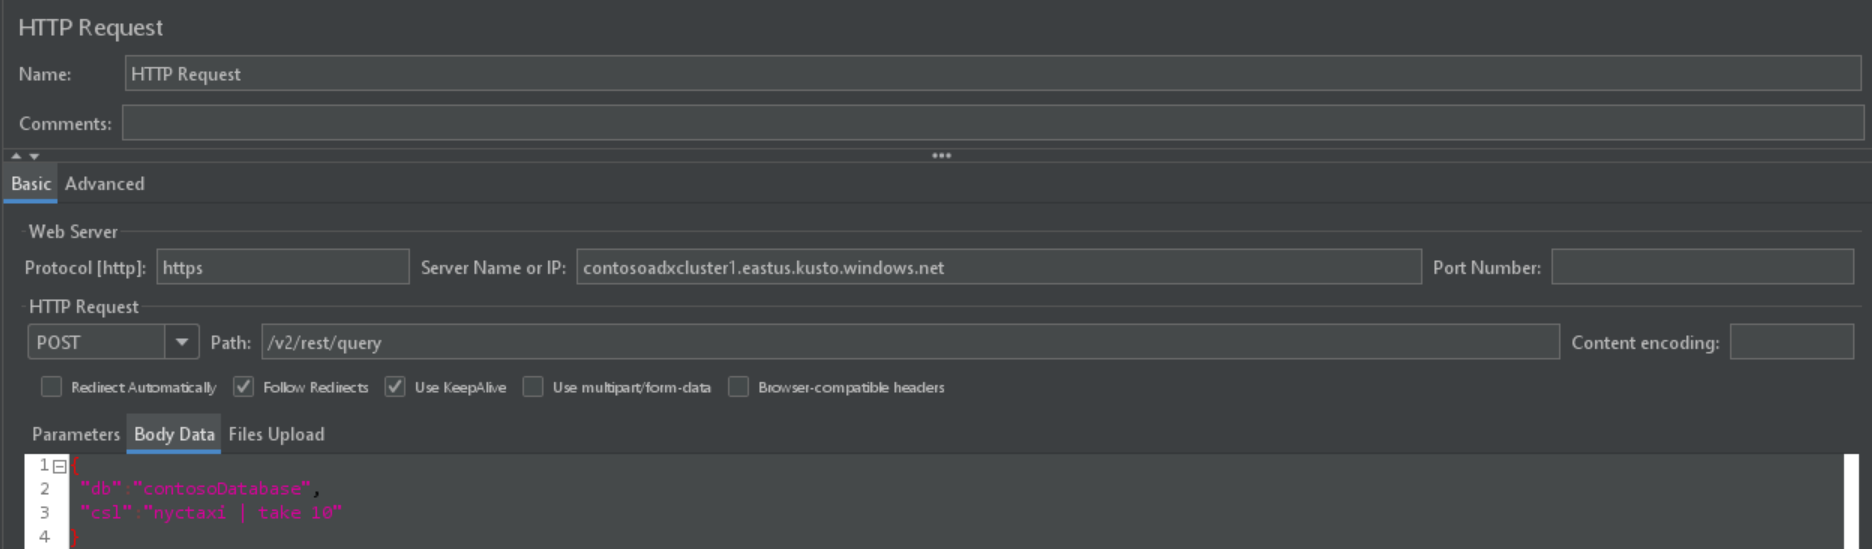 HTTP Request
Name: HTTP Request
Comments:
Basic Advanced
Web Server
Protocol [http]: https Server Name or IP: contosoadxcluster1.eastus.kusto.windows.net Port Number:
HTTP Request
POST Path: /v2/rest/query Content encoding:
Redirect Automatically Follow Redirects Use KeepAlive Use multipart/form-data Browser-compatible headers
Parameters Body Data Files Upload
1 {
2 "db":"contosoDatabase",
3 "csl":"nyctaxi | take 10"
4 }